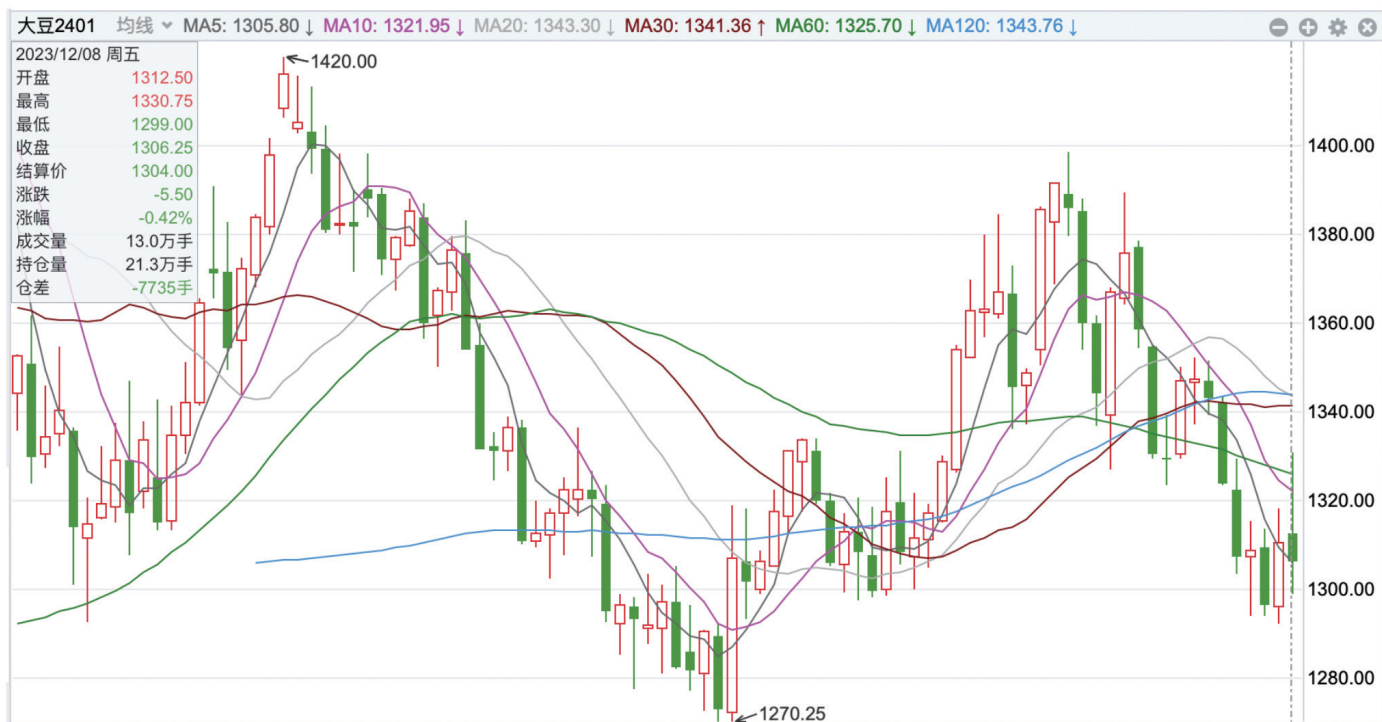 大豆2401 均线 MA5: 1305.80 ↓ MA10: 1321.95 ↓ MA20: 1343.30 ↓ MA30: 1341.36 ↑ MA60: 1325.70 ↓ MA120: 1343.76 ↓
2023/12/08 周五
开盘 1312.50
最高 1330.75
最低 1299.00
收盘 1306.25
结算价 1304.00
涨跌 -5.50
涨幅 -0.42%
成交量 13.0万手
持仓量 21.3万手
仓差 -7735手
1420.00
1400.00
1380.00
1360.00
1340.00
1320.00
1300.00
1280.00
1270.25